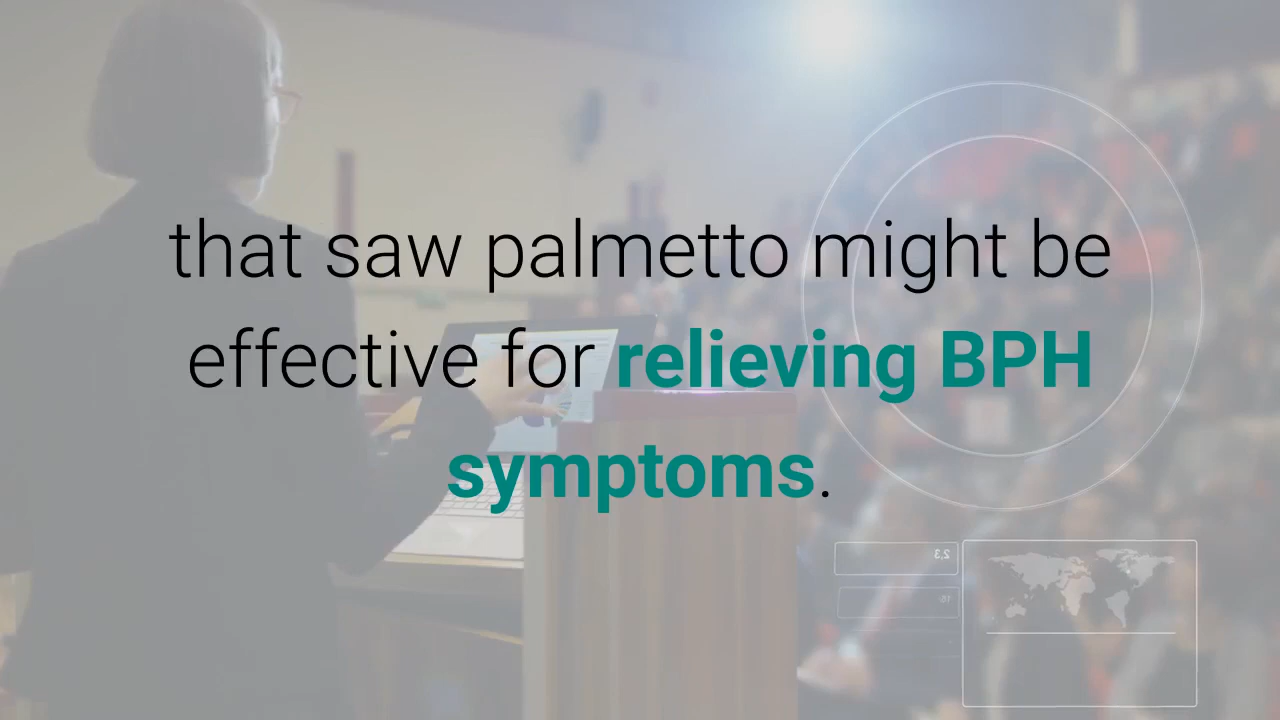 that saw palmetto might be
effective for relieving BPH
symptoms.